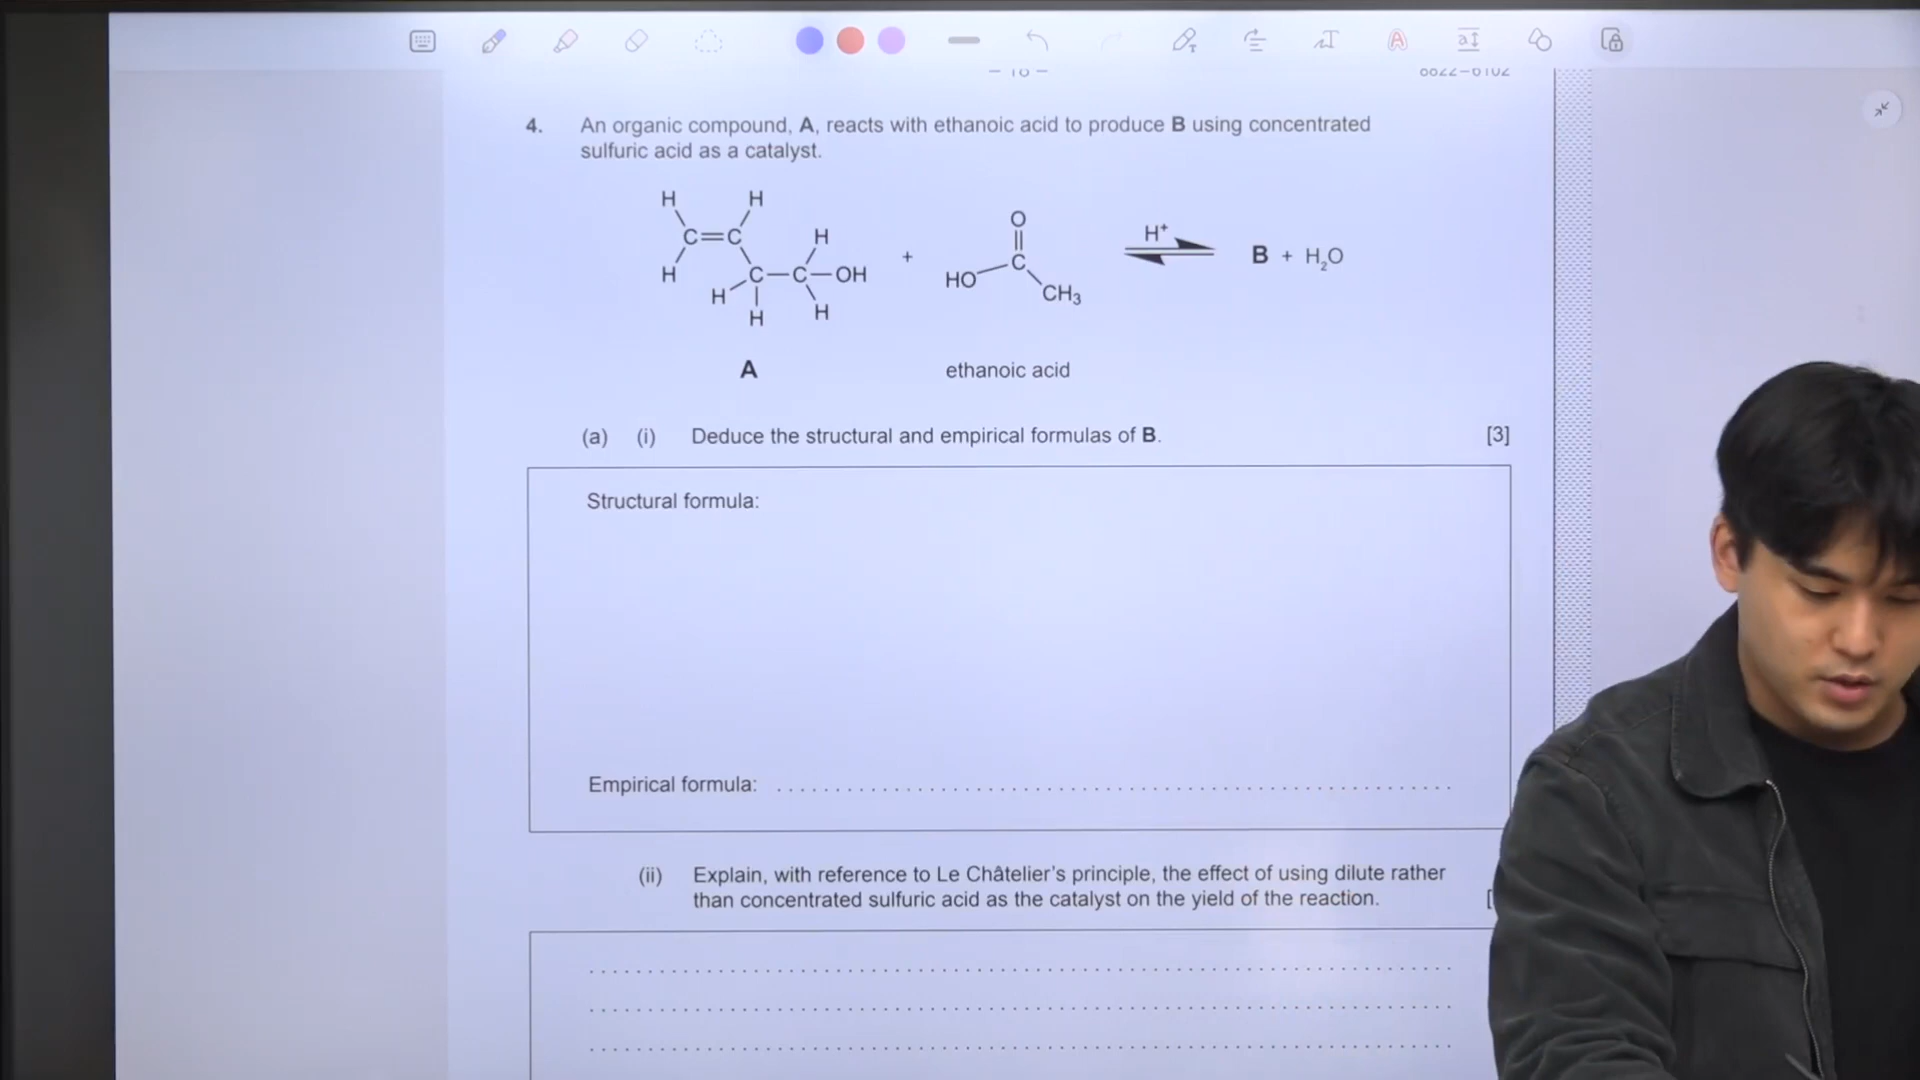 4. An organic compound, A, reacts with ethanoic acid to produce B using concentrated
sulfuric acid as a catalyst.
H H
C=C H
H C—C—OH
H H H
+
O
HO C
CH₃
H⁺
B + H₂O
A ethanoic acid
(a) (i) Deduce the structural and empirical formulas of B. [3]
Structural formula:
Empirical formula: ........................................
(ii) Explain, with reference to Le Châtelier's principle, the effect of using dilute rather
than concentrated sulfuric acid as the catalyst on the yield of the reaction. [